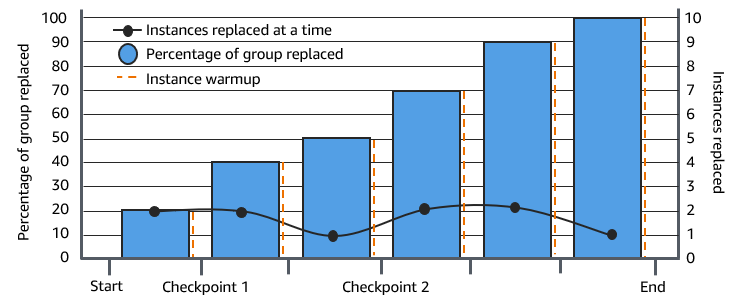 Instances replaced at a time
Percentage of group replaced
Instance warmup
Percentage of group replaced
100
90
80
70
60
50
40
30
20
10
0
10
9
8
7
6
5
4
3
2
1
0
Instances replaced
Start
Checkpoint 1
Checkpoint 2
End